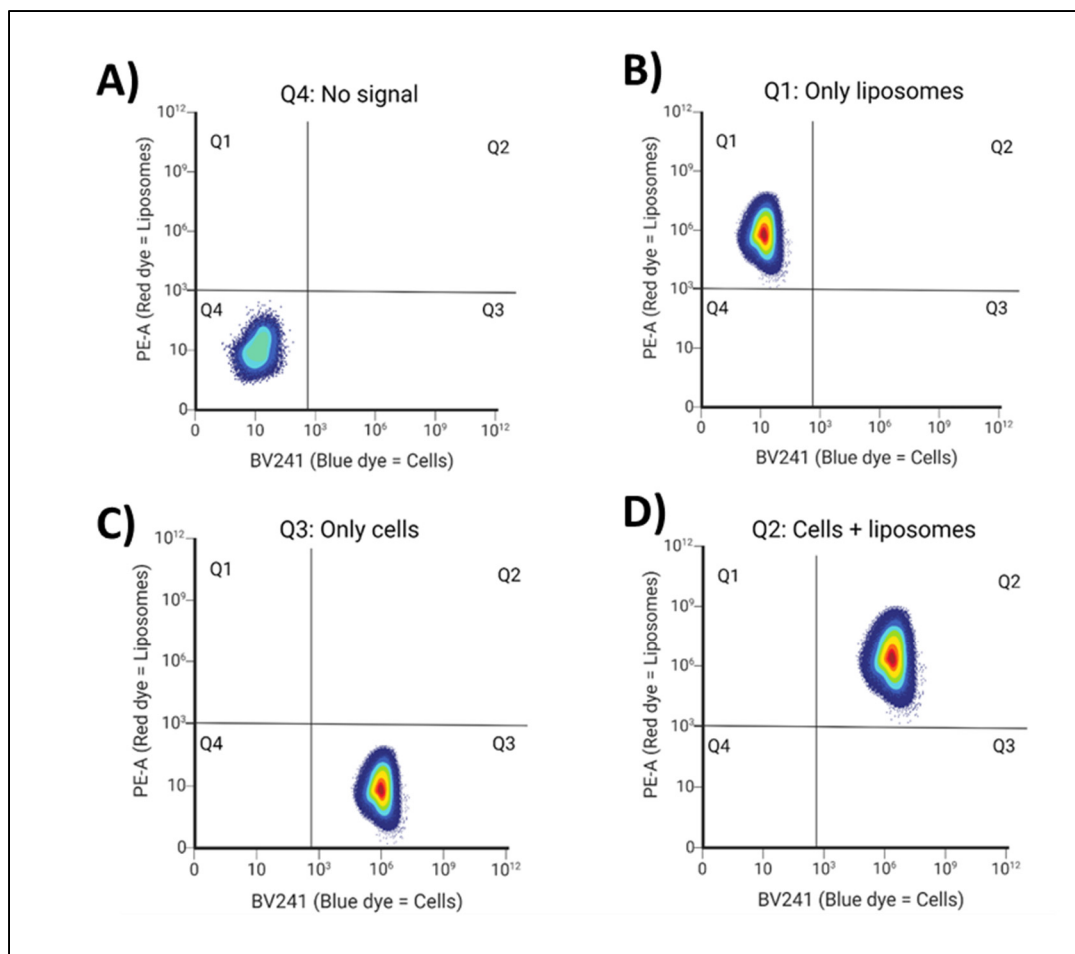 A)
Q4: No signal
PE-A (Red dye = Liposomes)
10¹²
10⁹
10⁶
10³
10
0
Q1
Q2
Q4
Q3
0 10 10³ 10⁶ 10⁹ 10¹²
BV241 (Blue dye = Cells)
B)
Q1: Only liposomes
PE-A (Red dye = Liposomes)
10¹²
10⁹
10⁶
10³
10
0
Q1
Q2
Q4
Q3
0 10 10³ 10⁶ 10⁹ 10¹²
BV241 (Blue dye = Cells)
C)
Q3: Only cells
PE-A (Red dye = Liposomes)
10¹²
10⁹
10⁶
10³
10
0
Q1
Q2
Q4
Q3
0 10 10³ 10⁶ 10⁹ 10¹²
BV241 (Blue dye = Cells)
D)
Q2: Cells + liposomes
PE-A (Red dye = Liposomes)
10¹²
10⁹
10⁶
10³
10
0
Q1
Q2
Q4
Q3
0 10 10³ 10⁶ 10⁹ 10¹²
BV241 (Blue dye = Cells)